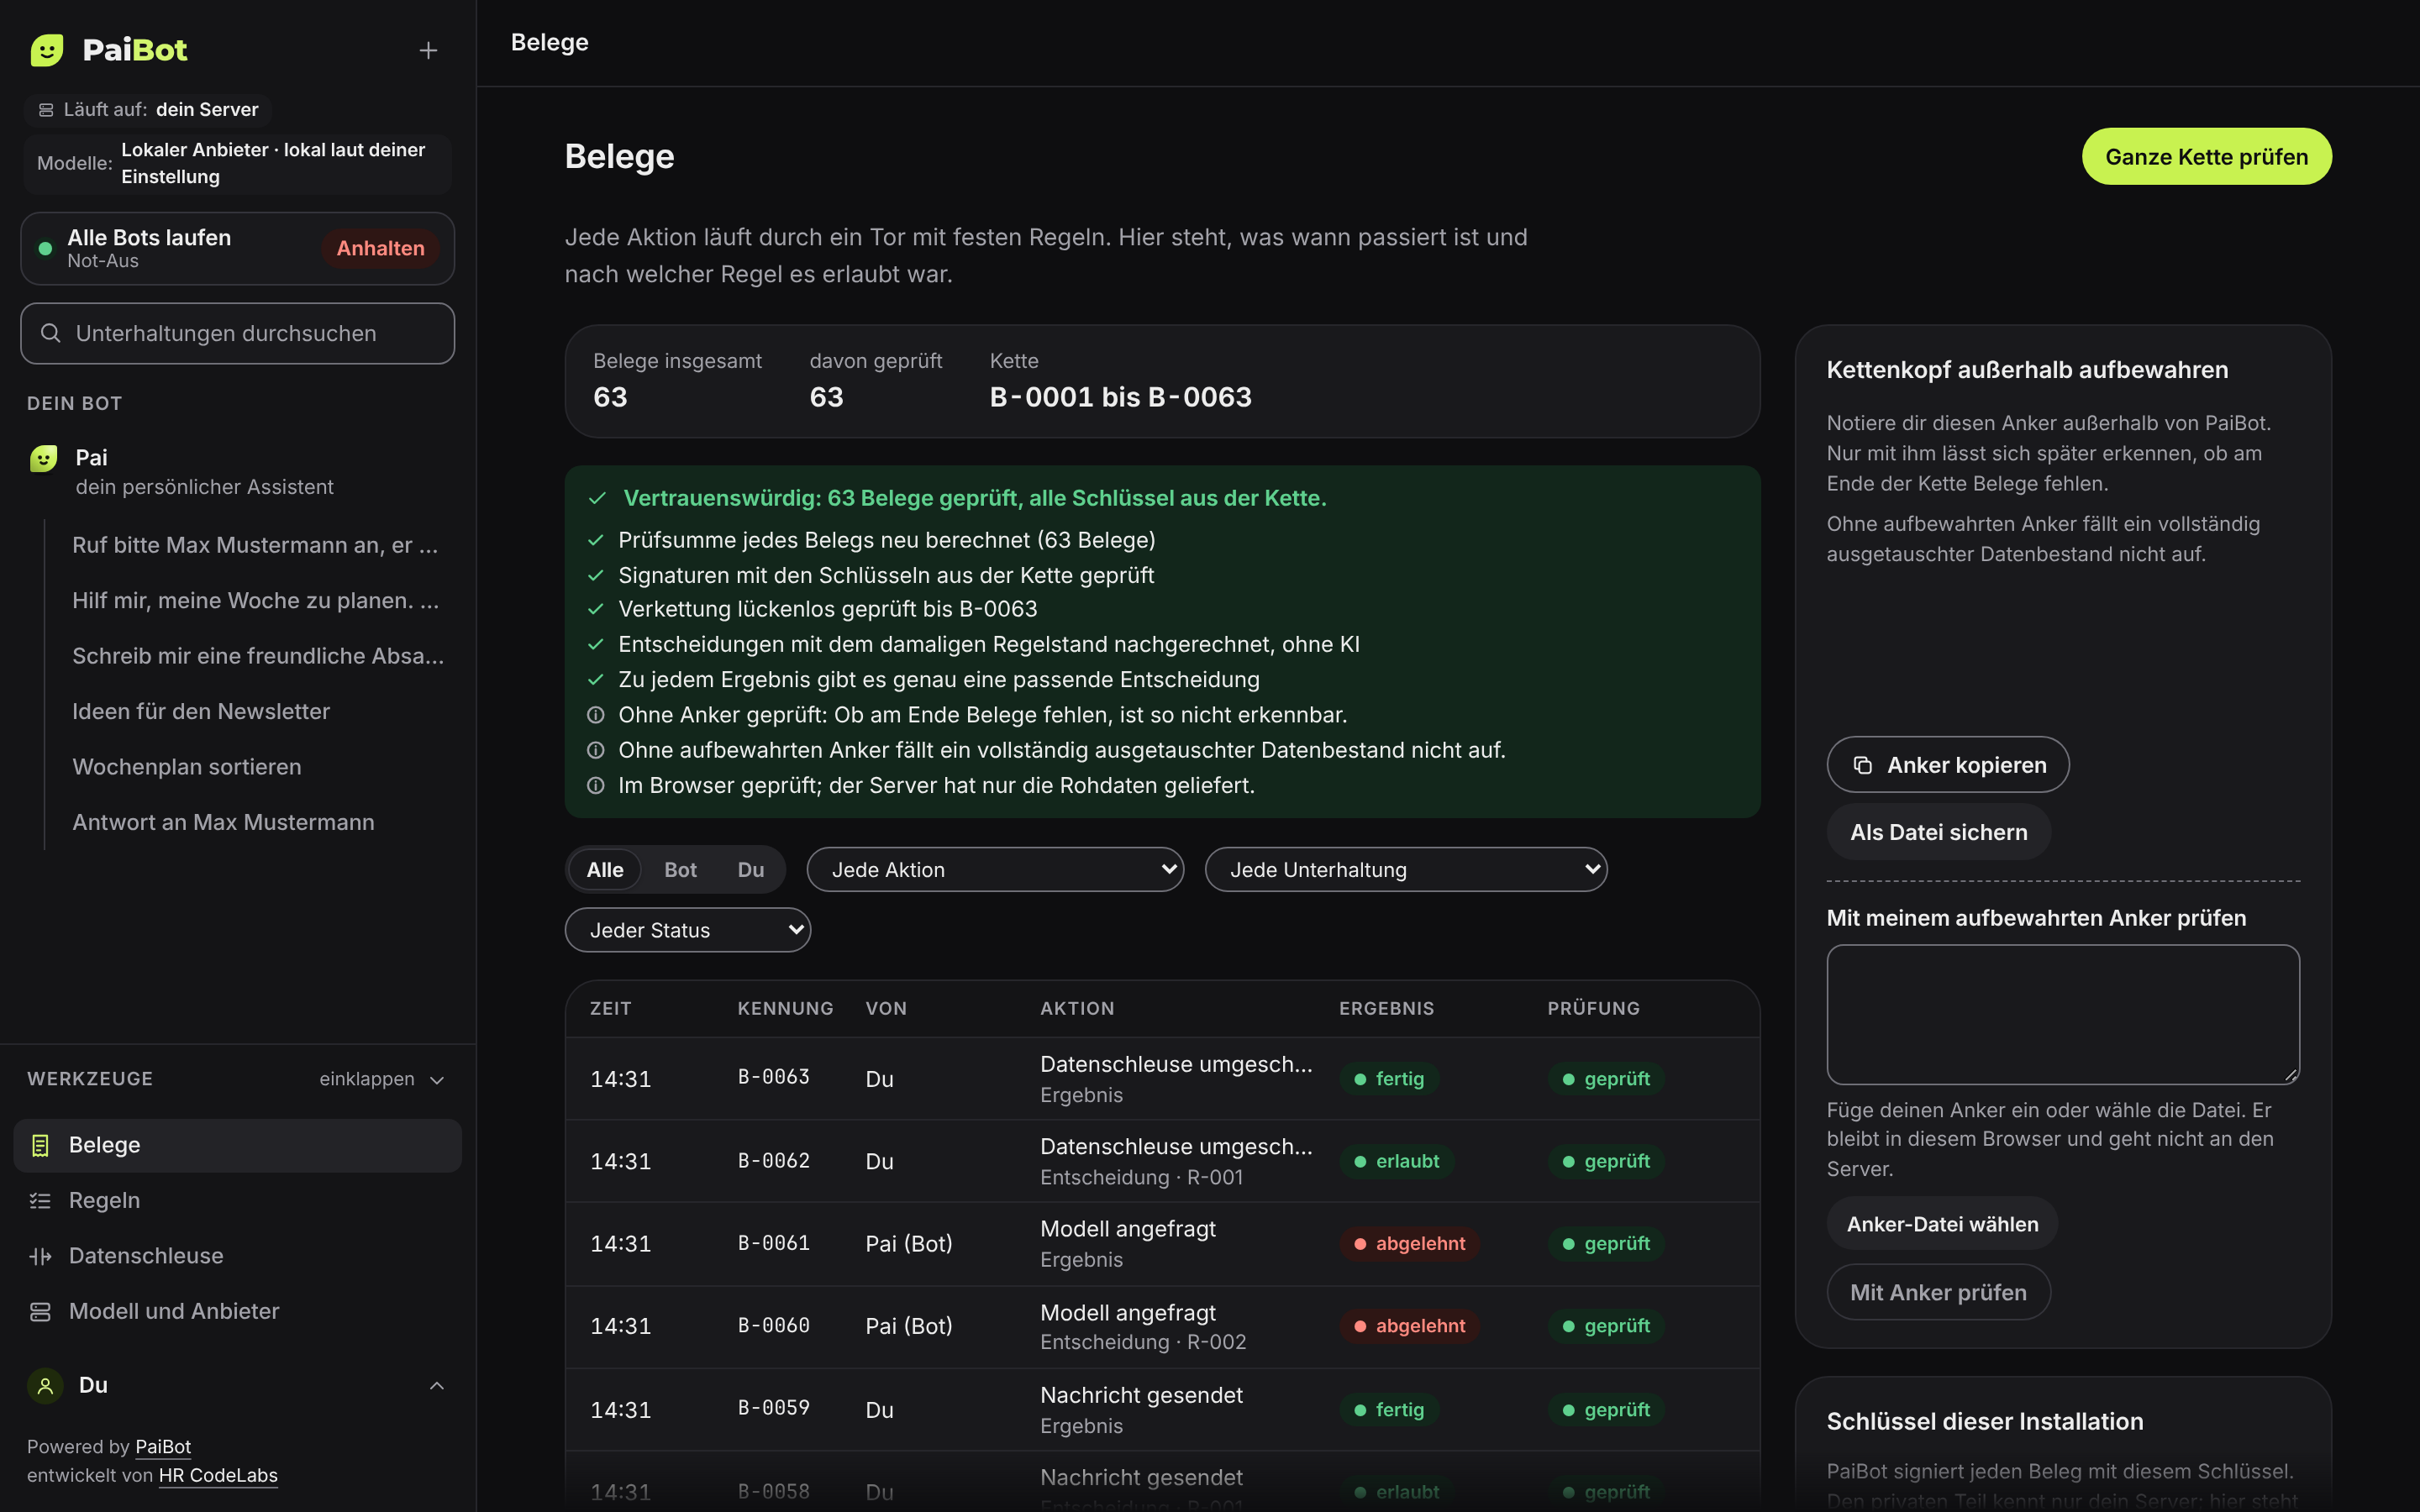 PaiBot
Läuft auf: dein Server
Modelle: Lokaler Anbieter · lokal laut deiner
Einstellung
Alle Bots laufen
Not-Aus
Anhalten
Unterhaltungen durchsuchen
DEIN BOT
Pai
dein persönlicher Assistent
Ruf bitte Max Mustermann an, er ...
Hilf mir, meine Woche zu planen. ...
Schreib mir eine freundliche Absa...
Ideen für den Newsletter
Wochenplan sortieren
Antwort an Max Mustermann
WERKZEUGE
einklappen
Belege
Regeln
Datenschleuse
Modell und Anbieter
Du
Powered by PaiBot
entwickelt von HR CodeLabs
Belege
Belege
Ganze Kette prüfen
Jede Aktion läuft durch ein Tor mit festen Regeln. Hier steht, was wann passiert ist und
nach welcher Regel es erlaubt war.
Belege insgesamt davon geprüft Kette
63 63 B-0001 bis B-0063
Vertrauenswürdig: 63 Belege geprüft, alle Schlüssel aus der Kette.
Prüfsumme jedes Belegs neu berechnet (63 Belege)
Signaturen mit den Schlüsseln aus der Kette geprüft
Verkettung lückenlos geprüft bis B-0063
Entscheidungen mit dem damaligen Regelstand nachgerechnet, ohne KI
Zu jedem Ergebnis gibt es genau eine passende Entscheidung
Ohne Anker geprüft: Ob am Ende Belege fehlen, ist so nicht erkennbar.
Ohne aufbewahrten Anker fällt ein vollständig ausgetauschter Datenbestand nicht auf.
Im Browser geprüft; der Server hat nur die Rohdaten geliefert.
Alle Bot Du Jede Aktion Jede Unterhaltung
Jeder Status
ZEIT KENNUNG VON AKTION ERGEBNIS PRÜFUNG
14:31 B-0063 Du Datenschleuse umgesch... fertig geprüft
Ergebnis
14:31 B-0062 Du Datenschleuse umgesch... erlaubt geprüft
Entscheidung · R-001
14:31 B-0061 Pai (Bot) Modell angefragt abgelehnt geprüft
Ergebnis
14:31 B-0060 Pai (Bot) Modell angefragt abgelehnt geprüft
Entscheidung · R-002
14:31 B-0059 Du Nachricht gesendet fertig geprüft
Ergebnis
14:31 B-0058 Du Nachricht gesendet erlaubt geprüft
Entscheidung · R-001
Kettenkopf außerhalb aufbewahren
Notiere dir diesen Anker außerhalb von PaiBot.
Nur mit ihm lässt sich später erkennen, ob am
Ende der Kette Belege fehlen.
Ohne aufbewahrten Anker fällt ein vollständig
ausgetauschter Datenbestand nicht auf.
Anker kopieren
Als Datei sichern
Mit meinem aufbewahrten Anker prüfen
Füge deinen Anker ein oder wähle die Datei. Er
bleibt in diesem Browser und geht nicht an den
Server.
Anker-Datei wählen
Mit Anker prüfen
Schlüssel dieser Installation
PaiBot signiert jeden Beleg mit diesem Schlüssel.
Den privaten Teil kennt nur dein Server; hier steht